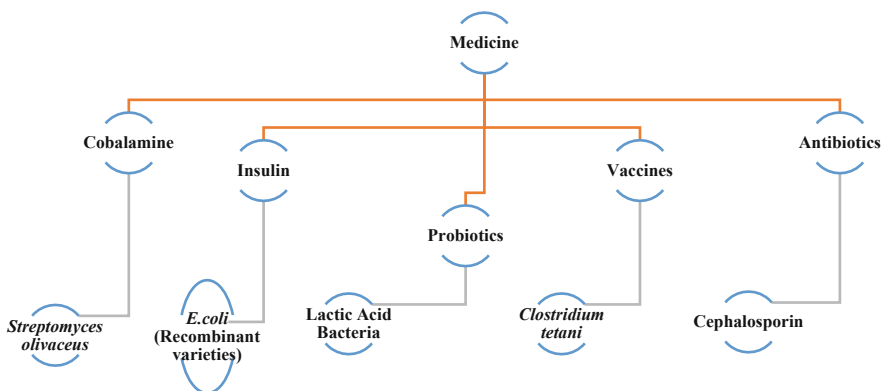 Medicine
Cobalamine
Insulin
Probiotics
Vaccines
Antibiotics
Streptomyces
olivaceus
E.coli
(Recombinant
varieties)
Lactic Acid
Bacteria
Clostridium
tetani
Cephalosporin